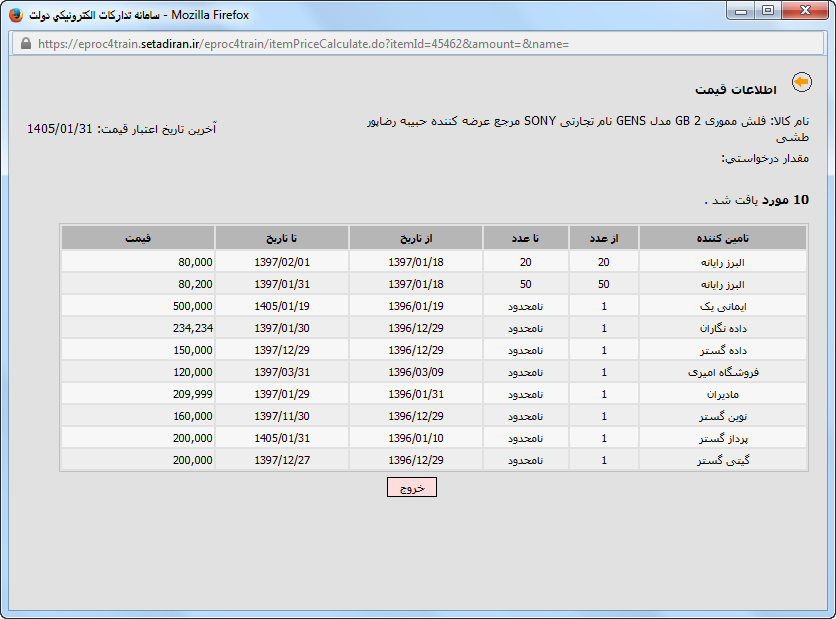 سامانه تدارکات الکترونیکي دولت - Mozilla Firefox
https://eproc4train.setadiran.ir/eproc4train/itemPriceCalculate.do?itemId=45462&amount=&name=
اطلاعات قیمت
نام کالا: فلش مموری 2 GB مدل GENS نام تجارتی SONY مرجع عرضه کننده حبیبه رضاپور
طشی
آخرین تاریخ اعتبار قیمت: 1405/01/31
مقدار درخواستي:
10 مورد یافت شد .
تامین کننده از عدد تا عدد از تاریخ تا تاریخ قیمت
البرز رایانه 20 20 1397/01/18 1397/02/01 80,000
البرز رایانه 50 50 1397/01/18 1397/01/31 80,200
ایمانی یک 1 نامحدود 1396/01/19 1405/01/19 500,000
داده نگاران 1 نامحدود 1396/12/29 1397/01/30 234,234
داده گستر 1 نامحدود 1396/12/29 1397/12/29 150,000
فروشگاه امیری 1 نامحدود 1396/03/09 1397/03/31 120,000
مادیران 1 نامحدود 1396/01/31 1397/01/29 209,999
نوین گستر 1 نامحدود 1396/12/29 1397/11/30 160,000
پرداز گستر 1 نامحدود 1396/01/10 1405/01/31 200,000
گیتی گستر 1 نامحدود 1396/12/29 1397/12/27 200,000
خروج